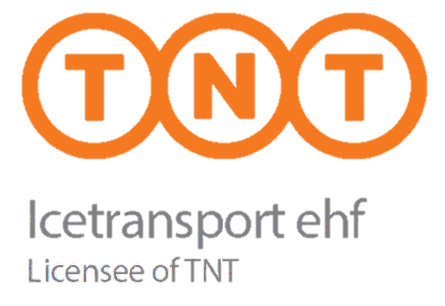 TNT
Icetransport ehf
Licensee of TNT